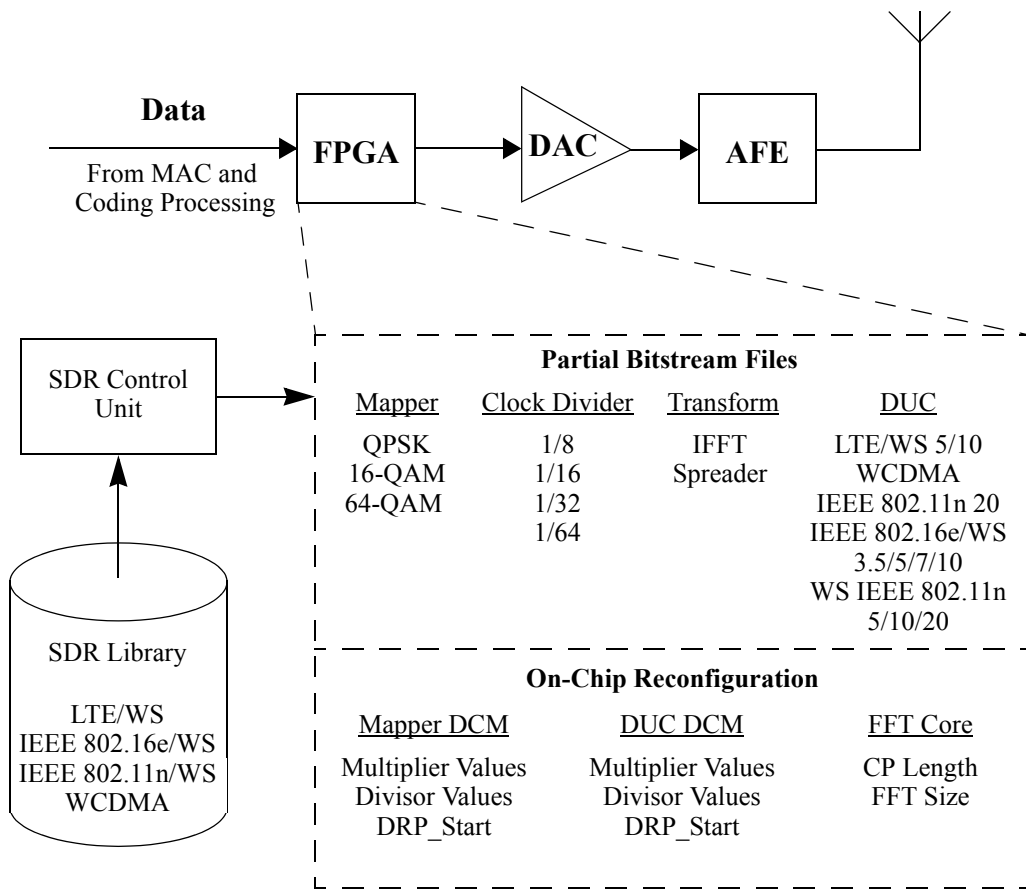 Data
From MAC and
Coding Processing
FPGA
DAC
AFE
SDR Control
Unit
SDR Library
LTE/WS
IEEE 802.16e/WS
IEEE 802.11n/WS
WCDMA
Partial Bitstream Files
Mapper Clock Divider Transform DUC
QPSK 1/8 IFFT LTE/WS 5/10
16-QAM 1/16 Spreader WCDMA
64-QAM 1/32 IEEE 802.11n 20
1/64 IEEE 802.16e/WS
3.5/5/7/10
WS IEEE 802.11n
5/10/20
On-Chip Reconfiguration
Mapper DCM DUC DCM FFT Core
Multiplier Values Multiplier Values CP Length
Divisor Values Divisor Values FFT Size
DRP_Start DRP_Start